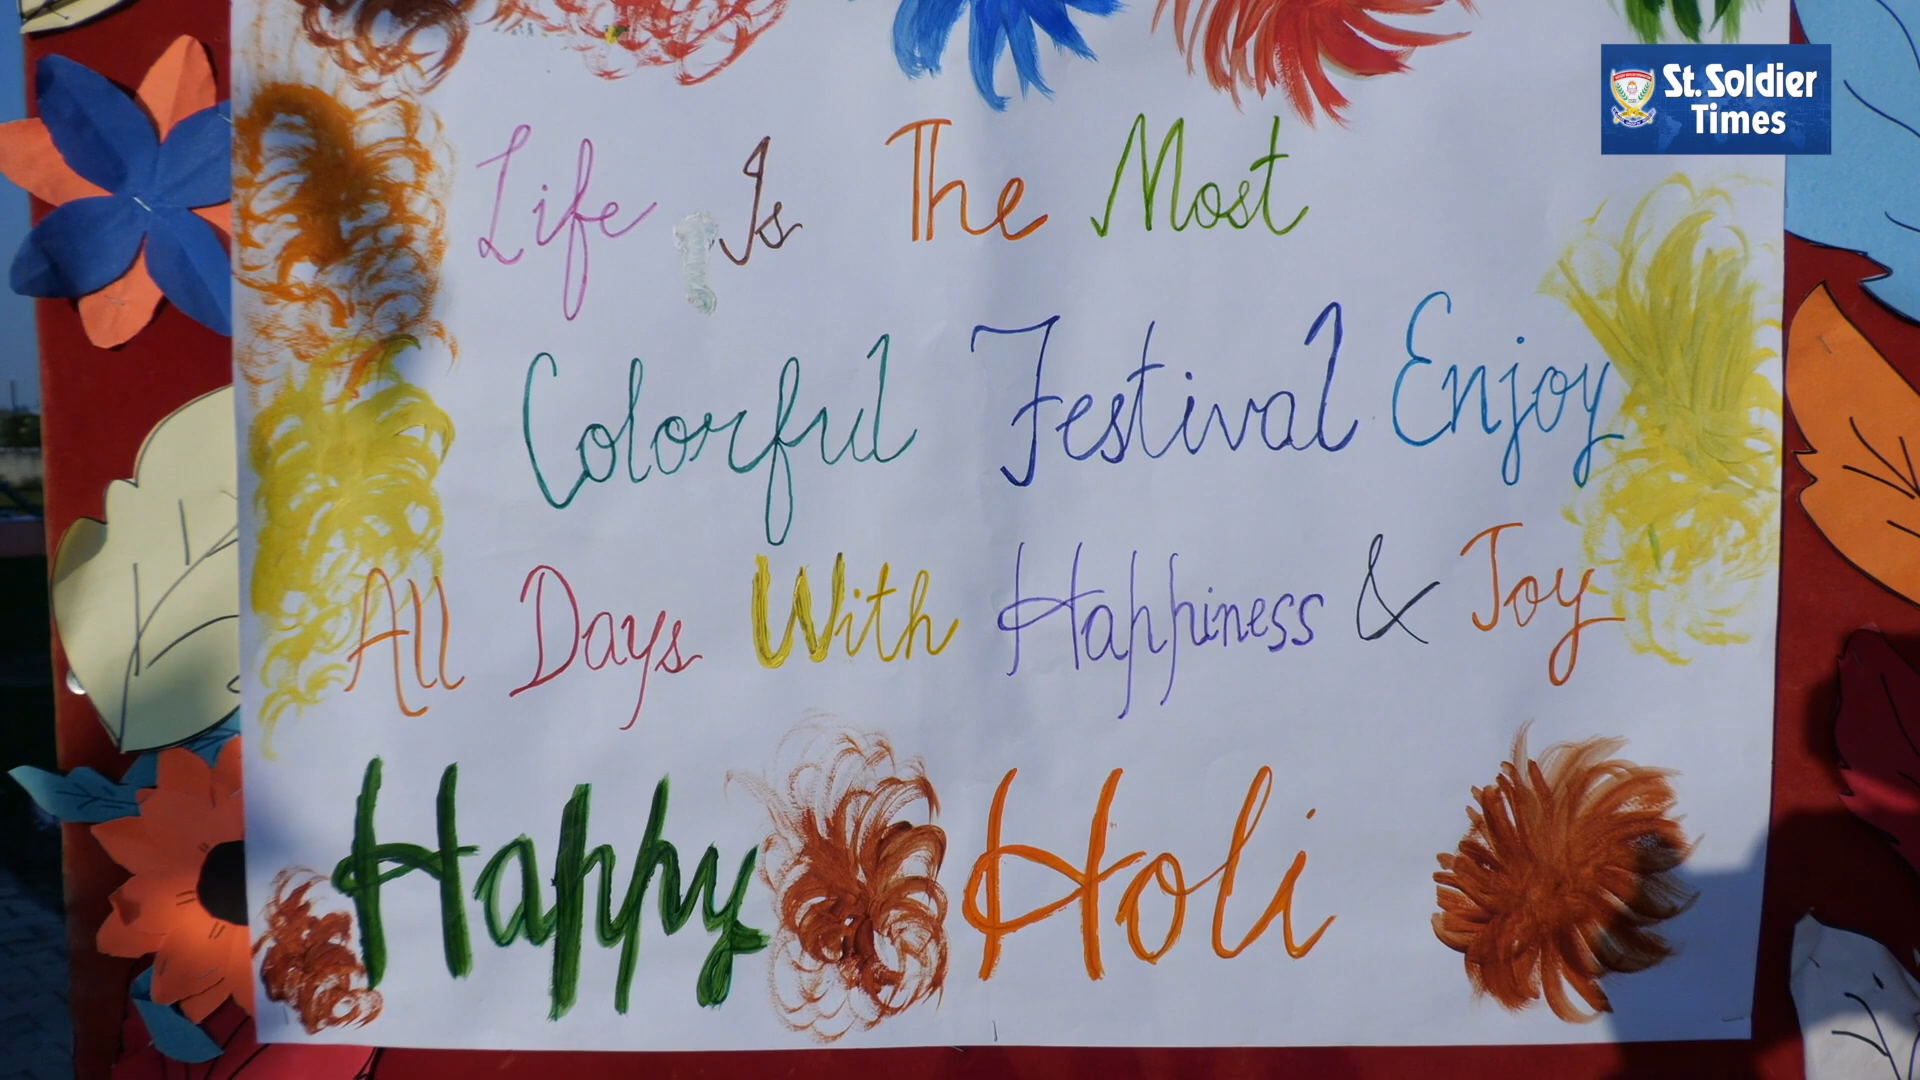 St. Soldier
Times
Life Is The Most
Colorful Festival Enjoy
All Days With Happiness & Joy
Happy Holi